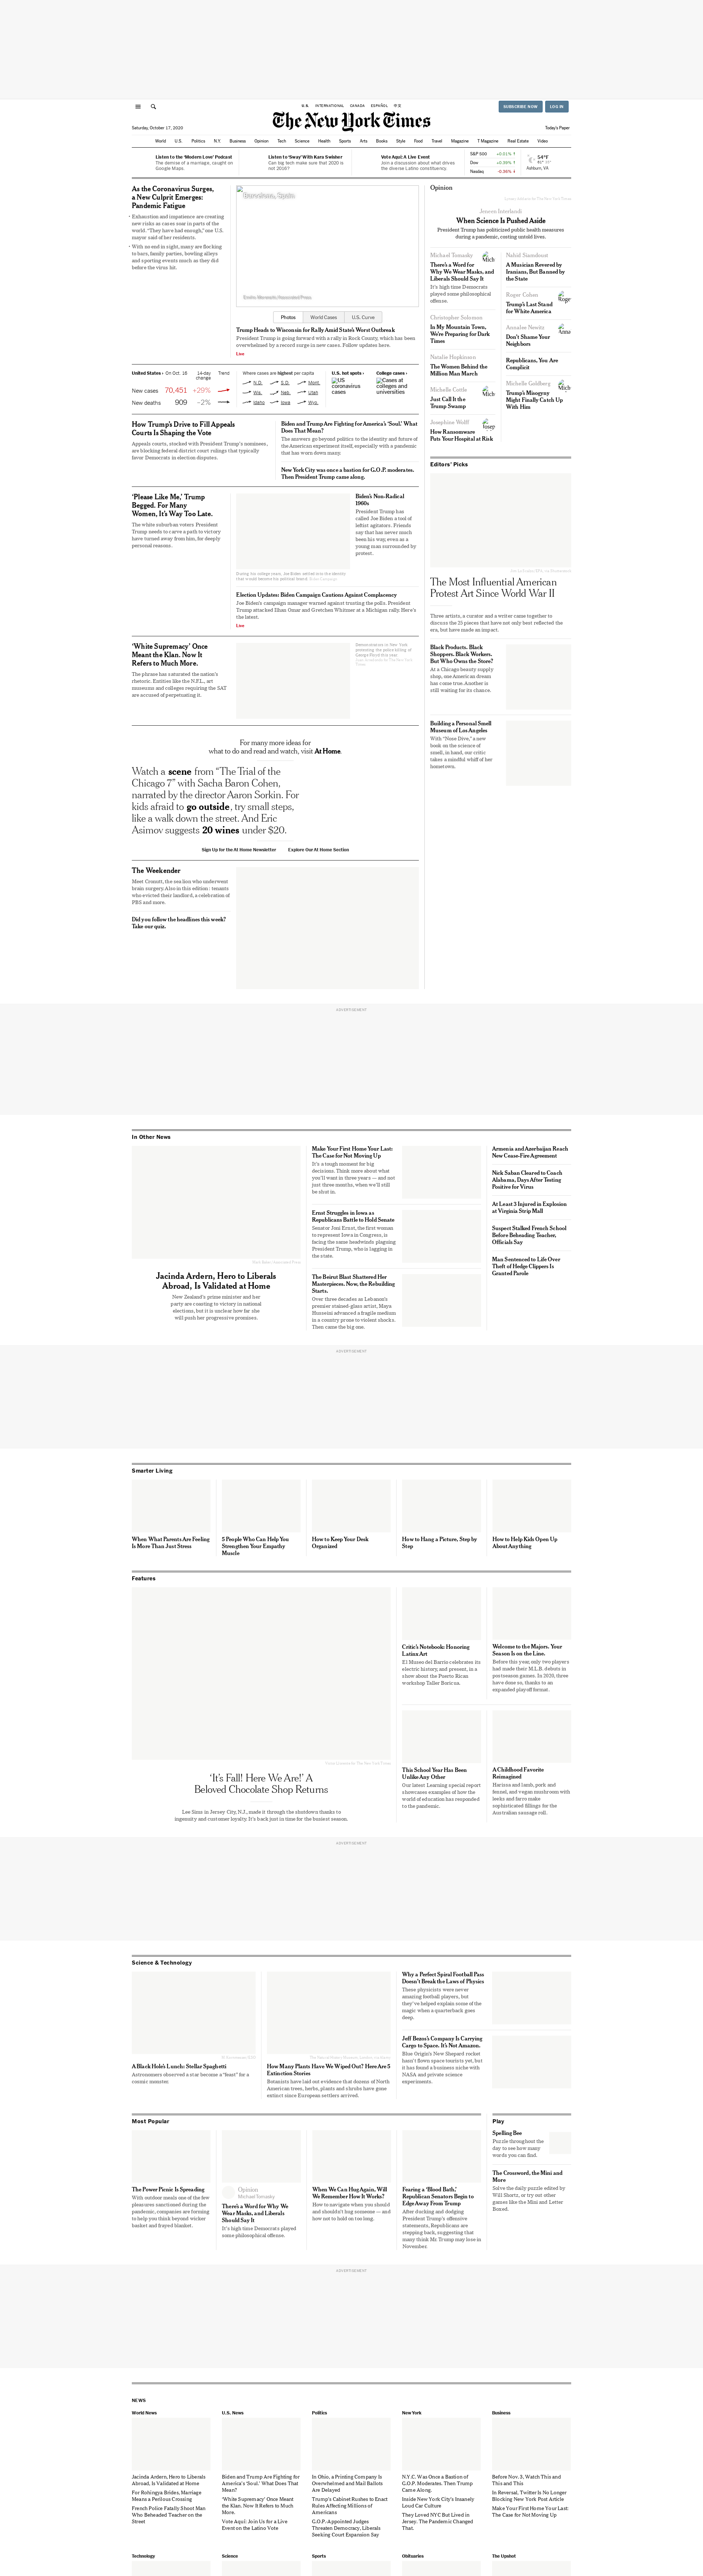 U.S.
INTERNATIONAL
CANADA
ESPAÑOL
中文
SUBSCRIBE NOW
LOG IN
The New York Times
Saturday, October 17, 2020
Today's Paper
World
U.S.
Politics
N.Y.
Business
Opinion
Tech
Science
Health
Sports
Arts
Books
Style
Food
Travel
Magazine
T Magazine
Real Estate
Video
Listen to the 'Modern Love' Podcast
The demise of a marriage, caught on
Google Maps.
Listen to 'Sway' With Kara Swisher
Can big tech make sure that 2020 is
not 2016?
Vote Aquí: A Live Event
Join a discussion about what drives
the diverse Latino constituency.
S&P 500
+0.01%
Dow
+0.39%
Nasdaq
-0.36%
54°F
Ashburn, VA
As the Coronavirus Surges,
a New Culprit Emerges:
Pandemic Fatigue
• Exhaustion and impatience are creating
new risks as cases soar in parts of the
world. "They have had enough," one U.S.
mayor said of her residents.
• With no end in sight, many are flocking
to bars, family parties, bowling alleys
and sporting events much as they did
before the virus hit.
Barcelona, Spain
Emilio Morenatti/Associated Press
Photos
World Cases
U.S. Curve
Trump Heads to Wisconsin for Rally Amid State's Worst Outbreak
President Trump is going forward with a rally in Rock County, which has been
overwhelmed by a record surge in new cases. Follow updates here.
Live
United States ›
On Oct. 16
14-day
change
Trend
New cases
70,451
+29%
New deaths
909
–2%
Where cases are highest per capita
N.D.
S.D.
Mont.
Wis.
Neb.
Utah
Idaho
Iowa
Wyo.
U.S. hot spots ›
US
coronavirus
cases
College cases ›
Cases at
colleges and
universities
How Trump's Drive to Fill Appeals
Courts Is Shaping the Vote
Appeals courts, stocked with President Trump's nominees,
are blocking expanded court rulings that typically
favor Democrats in election disputes.
Biden and Trump Are Fighting for America's 'Soul.' What
Does That Mean?
The answers go beyond politics to the identity and future of
the American experiment itself, especially with a pandemic
that has worn down many.
New York City was once a bastion for G.O.P. moderates.
Then President Trump came along.
'Please Like Me,' Trump
Begged. For Many
Women, It's Way Too Late.
The white suburban voters President
Trump needs to carve a path to victory
have turned away from him, for deeply
personal reasons.
During his college years, Joe Biden settled into the identity
that would become his political brand.
Biden's Non-Radical
1960s
President Trump has
called Joe Biden a tool of
leftist agitators. Friends
say that has never much
been his way, even as a
young man surrounded by
protest.
Election Updates: Biden Campaign Cautions Against Complacency
Joe Biden's campaign manager warned against trusting the polls. President
Trump attacked Ilhan Omar and Gretchen Whitmer at a Michigan rally. Here's
the latest.
Live
'White Supremacy' Once
Meant the Klan. Now It
Refers to Much More.
The phrase has saturated the nation's
rhetoric. Entities like the N.F.L., art
museums and colleges requiring the SAT
are accused of perpetuating it.
Demonstrators in New York
protesting the police killing of
George Floyd this year.
For many more ideas for
what to do and read and watch, visit At Home.
Watch a scene from "The Trial of the
Chicago 7" with Sacha Baron Cohen,
narrated by the director Aaron Sorkin. For
kids afraid to go outside, try small steps,
like a walk down the street. And Eric
Asimov suggests 20 wines under $20.
Sign Up for the At Home Newsletter
Explore Our At Home Section
The Weekender
Meet Cronutt, the sea lion who underwent
brain surgery. Also in this edition: tenants
who evicted their landlord, a celebration of
PBS and more.
Did you follow the headlines this week?
Take our quiz.
Opinion
Jeneen Interlandi
When Science Is Pushed Aside
President Trump has politicized public health measures
during a pandemic, costing untold lives.
Michael Tomasky
There's a Word for
Why We Wear Masks, and
Liberals Should Say It
It's high time Democrats
played some philosophical
offense.
Christopher Solomon
In My Mountain Town,
We're Preparing for Dark
Times
Natalie Hopkinson
The Women Behind the
Million Man March
Michelle Cottle
Just Call It the
Trump Swamp
Josephine Wolff
How Ransomware
Puts Your Hospital at Risk
Nahid Siamdoust
A Musician Revered by
Iranians, But Banned by
the State
Roger Cohen
Trump's Last Stand
for White America
Annalee Newitz
Don't Shame Your
Neighbors
Republicans, You Are
Complicit
Michelle Goldberg
Trump's Misogyny
Might Finally Catch Up
With Him
Editors' Picks
The Most Influential American
Protest Art Since World War II
Three artists, a curator and a writer came together to
discuss the 25 pieces that have not only best reflected the
era, but have made an impact.
Black Products. Black
Shoppers. Black Workers.
But Who Owns the Store?
At a Chicago beauty supply
shop, one American dream
has come true. Another is
still waiting for its chance.
Building a Personal Smell
Museum of Los Angeles
With "Nose Dive," a new
book on the science of
smell, in hand, our critic
takes a mindful whiff of her
hometown.
ADVERTISEMENT
In Other News
Jacinda Ardern, Hero to Liberals
Abroad, Is Validated at Home
New Zealand's prime minister and her
party are coasting to victory in national
elections, but it is unclear how far she
will push her progressive promises.
Make Your First Home Your Last:
The Case for Not Moving Up
It's a tough moment for big
decisions. Think more about what
you'll want in three years — and not
just three months, when we'll still
be shut in.
Ernst Struggles in Iowa as
Republicans Battle to Hold Senate
Senator Joni Ernst, the first woman
to represent Iowa in Congress, is
facing the same headwinds plaguing
President Trump, who is lagging in
the state.
The Beirut Blast Shattered Her
Masterpieces. Now, the Rebuilding
Starts.
Over three decades as Lebanon's
premier stained-glass artist, Maya
Husseini advanced a fragile medium
in a country prone to violent shocks.
Then came the big one.
Armenia and Azerbaijan Reach
New Cease-Fire Agreement
Nick Saban Cleared to Coach
Alabama, Days After Testing
Positive for Virus
At Least 3 Injured in Explosion
at Virginia Strip Mall
Suspect Stalked French School
Before Beheading Teacher,
Officials Say
Man Sentenced to Life Over
Theft of Hedge Clippers Is
Granted Parole
ADVERTISEMENT
Smarter Living
When What Parents Are Feeling
Is More Than Just Stress
5 People Who Can Help You
Strengthen Your Empathy
Muscle
How to Keep Your Desk
Organized
How to Hang a Picture, Step by
Step
How to Help Kids Open Up
About Anything
Features
'It's Fall! Here We Are!' A
Beloved Chocolate Shop Returns
Lee Sims in Jersey City, N.J., made it through the shutdown thanks to
ingenuity and customer loyalty. It's back just in time for the busiest season.
Critic's Notebook: Honoring
Latinx Art
El Museo del Barrio celebrates its
electric history, and present, in a
show about the Puerto Rican
workshop Taller Boricua.
Welcome to the Majors. Your
Season Is on the Line.
Before this year, only two players
had made their M.L.B. debuts in
postseason games. In 2020, three
have done so, thanks to an
expanded playoff format.
This School Year Has Been
Unlike Any Other
Our latest Learning special report
showcases examples of how the
world of education has responded
to the pandemic.
A Childhood Favorite
Reimagined
Harissa and lamb, pork and
fennel, and vegan mushroom with
leeks and farro make
sophisticated fillings for the
Australian sausage roll.
ADVERTISEMENT
Science & Technology
A Black Hole's Lunch: Stellar Spaghetti
Astronomers observed a star become a "feast" for a
cosmic monster.
How Many Plants Have We Wiped Out? Here Are 5
Extinction Stories
Botanists have laid out evidence that dozens of North
American trees, herbs, plants and shrubs have gone
extinct since European settlers arrived.
Why a Perfect Spiral Football Pass
Doesn't Break the Laws of Physics
These physicists were never
amazing football players, but
they've helped explain some of the
magic when a quarterback goes
deep.
Jeff Bezos's Company Is Carrying
Cargo to Space. It's Not Amazon.
Blue Origin's New Shepard rocket
hasn't flown space tourists yet, but
it has found a business niche with
NASA and private science
experiments.
Most Popular
The Power Picnic Is Spreading
With outdoor meals one of the few
pleasures sanctioned during the
pandemic, companies are forming
to help you think beyond wicker
basket and frayed blanket.
Opinion
Michael Tomasky
There's a Word for Why We
Wear Masks, and Liberals
Should Say It
It's high time Democrats played
some philosophical offense.
When We Can Hug Again, Will
We Remember How It Works?
How to navigate when you should
and shouldn't hug someone — and
how not to hold on too long.
Fearing a 'Blood Bath,'
Republican Senators Begin to
Edge Away From Trump
After ducking and dodging
President Trump's offensive
statements, Republicans are
stepping back, suggesting that
many think Mr. Trump may lose in
November.
Play
Spelling Bee
Puzzle throughout the
day to see how many
words you can find.
The Crossword, the Mini and
More
Solve the daily puzzle edited by
Will Shortz, or try out other
games like the Mini and Letter
Boxed.
ADVERTISEMENT
NEWS
World News
Jacinda Ardern, Hero to Liberals
Abroad, Is Validated at Home
For Rohingya Brides, Marriage
Means a Perilous Crossing
French Police Fatally Shoot Man
Who Beheaded Teacher on the
Street
U.S. News
Biden and Trump Are Fighting for
America's 'Soul.' What Does That
Mean?
'White Supremacy' Once Meant
the Klan. Now It Refers to Much
More.
Vote Aquí: Join Us for a Live
Event on the Latino Vote
Politics
In Ohio, a Printing Company Is
Overwhelmed and Mail Ballots
Are Delayed
Trump's Cabinet Rushes to Enact
Rules Affecting Millions of
Americans
G.O.P.-Appointed Judges
Threaten Democracy, Liberals
Seeking Court Expansion Say
New York
N.Y.C. Was Once a Bastion of
G.O.P. Moderates. Then Trump
Came Along.
Inside New York City's Insanely
Loud Car Culture
They Loved NYC But Lived in
Jersey. The Pandemic Changed
That.
Business
Before Nov. 3, Watch This and
This and This
In Reversal, Twitter Is No Longer
Blocking New York Post Article
Make Your First Home Your Last:
The Case for Not Moving Up
Technology
Science
Sports
Obituaries
The Upshot